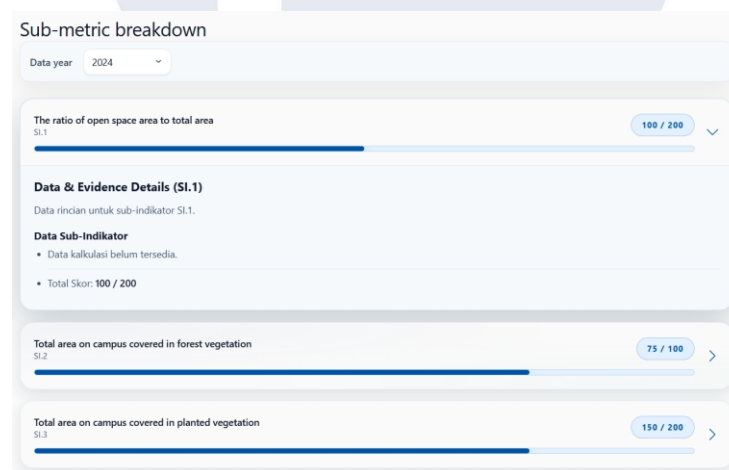 Sub-metric breakdown
Data year 2024
The ratio of open space area to total area
SI.1
100 / 200
Data & Evidence Details (SI.1)
Data rincian untuk sub-indikator SI.1.
Data Sub-Indikator
• Data kalkulasi belum tersedia.
• Total Skor: 100 / 200
Total area on campus covered in forest vegetation
SI.2
75 / 100
Total area on campus covered in planted vegetation
SI.3
150 / 200